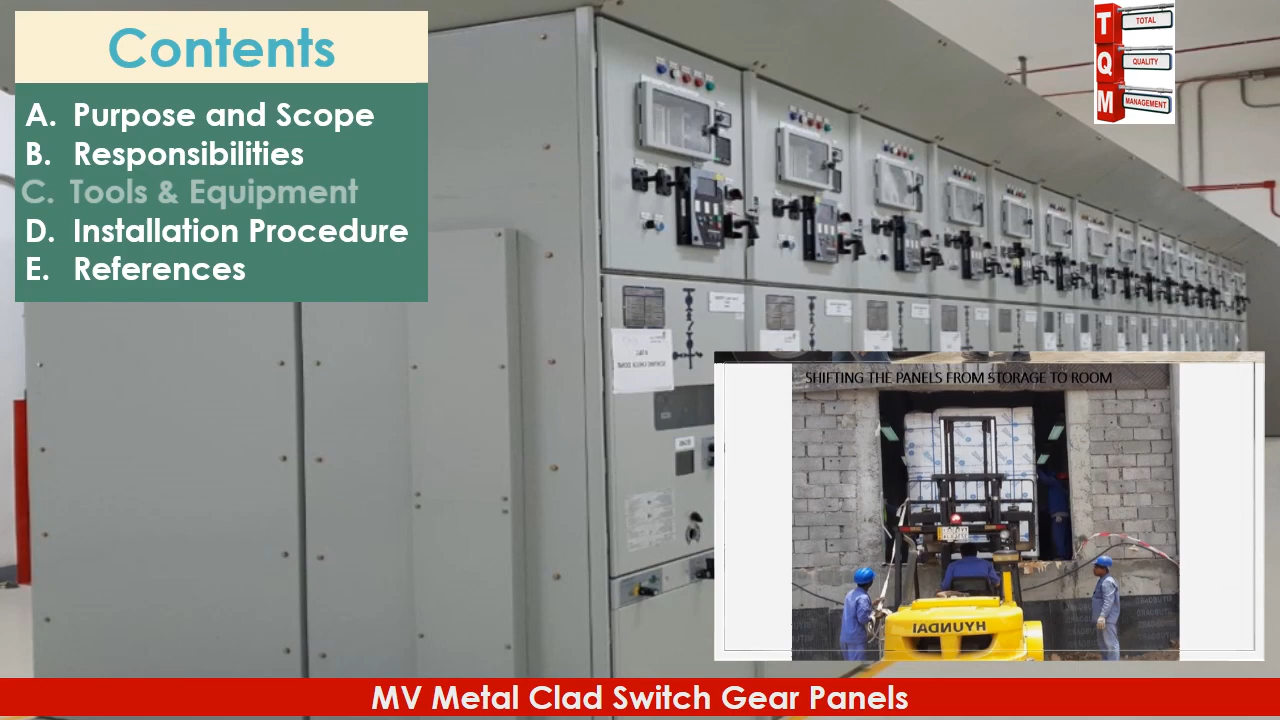 Contents
A. Purpose and Scope
B. Responsibilities
C. Tools & Equipment
D. Installation Procedure
E. References
T
Q
M
TOTAL
QUALITY
MANAGEMENT
SHIFTING THE PANELS FROM STORAGE TO ROOM
HYUNDAI
MV Metal Clad Switch Gear Panels